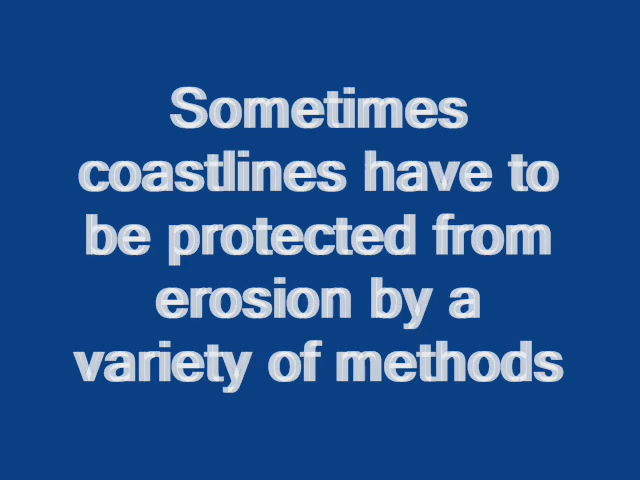 Sometimes
coastlines have to
be protected from
erosion by a
variety of methods